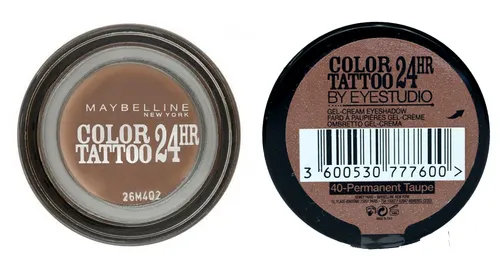 MAYBELLINE
NEW YORK
COLOR 24HR
TATTOO
26M402
COLOR 24HR
TATTOO
BY EYESTUDIO
GEL-CREAM EYESHADOW
FARD À PAUPIÈRES GEL-CRÈME
OMBRETTO GEL-CREMA
3 600530 777600 >
40-Permanent Taupe